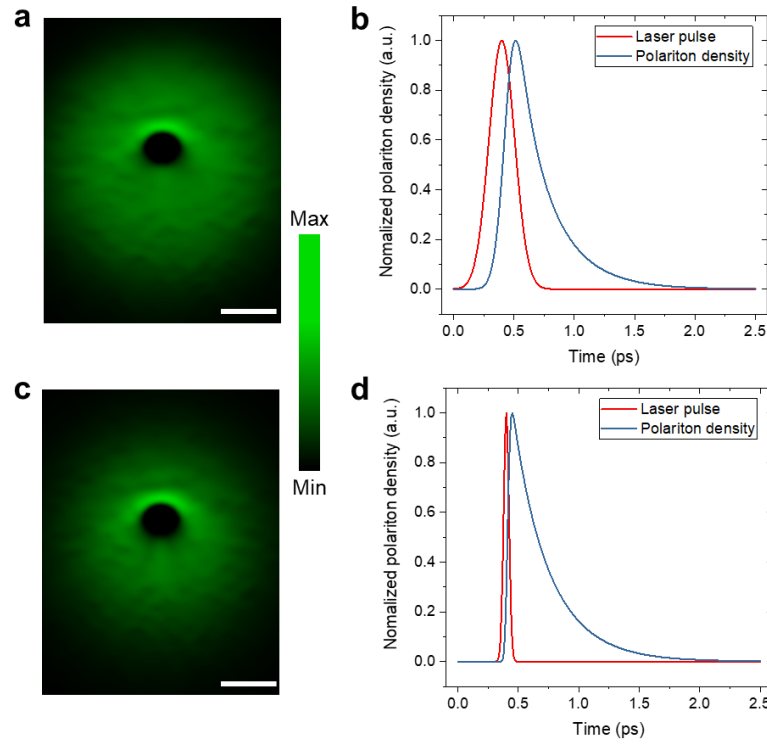 a
Max
Min
b
Nomalized polariton density (a.u.)
1.0
0.8
0.6
0.4
0.2
0.0
Laser pulse
Polariton density
0.0 0.5 1.0 1.5 2.0 2.5
Time (ps)
c
d
Nomalized polariton density (a.u.)
1.0
0.8
0.6
0.4
0.2
0.0
Laser pulse
Polariton density
0.0 0.5 1.0 1.5 2.0 2.5
Time (ps)